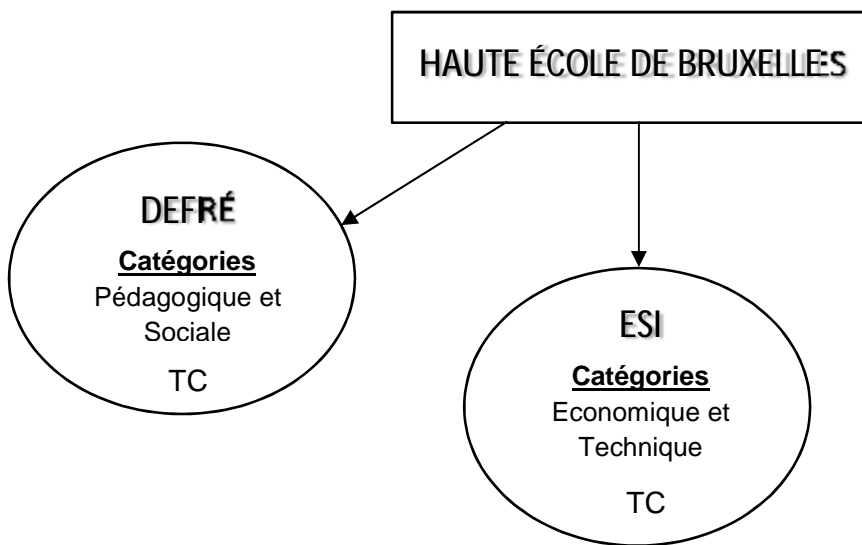 HAUTE ÉCOLE DE BRUXELLES
DEFRÉ
Catégories
Pédagogique et
Sociale
TC
ESI
Catégories
Economique et
Technique
TC